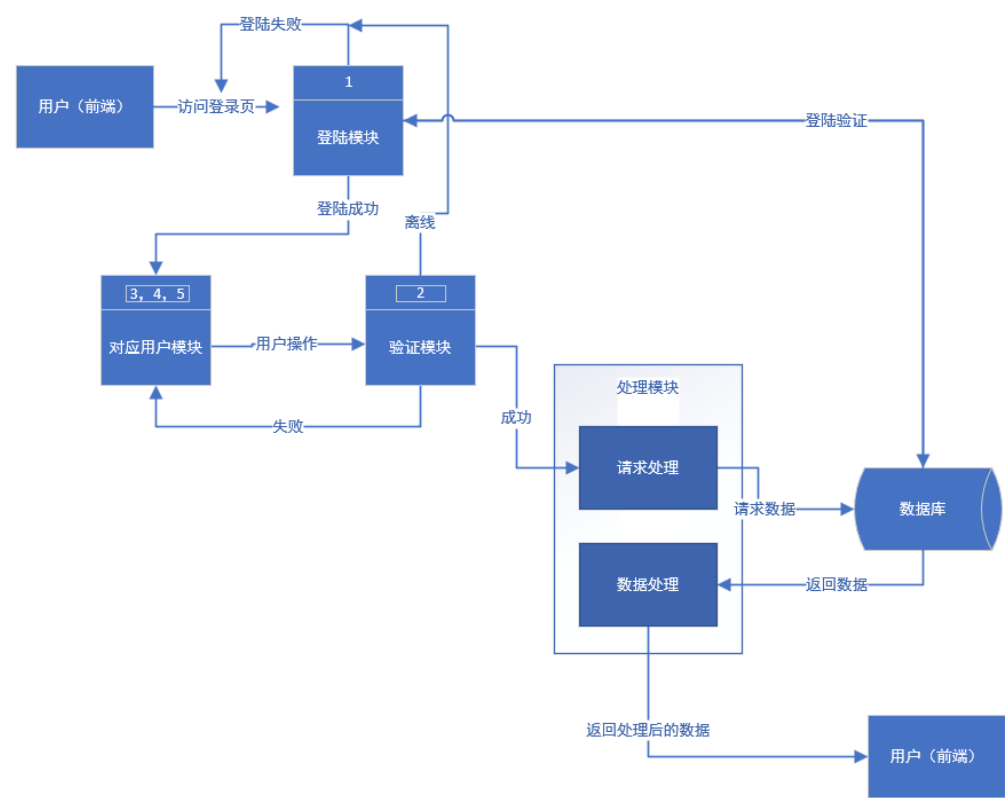 登陆失败
用户（前端）
访问登录页
1
登陆模块
登陆验证
登陆成功
离线
3，4，5
对应用户模块
用户操作
2
验证模块
失败
成功
处理模块
请求处理
请求数据
数据库
数据处理
返回数据
返回处理后的数据
用户（前端）